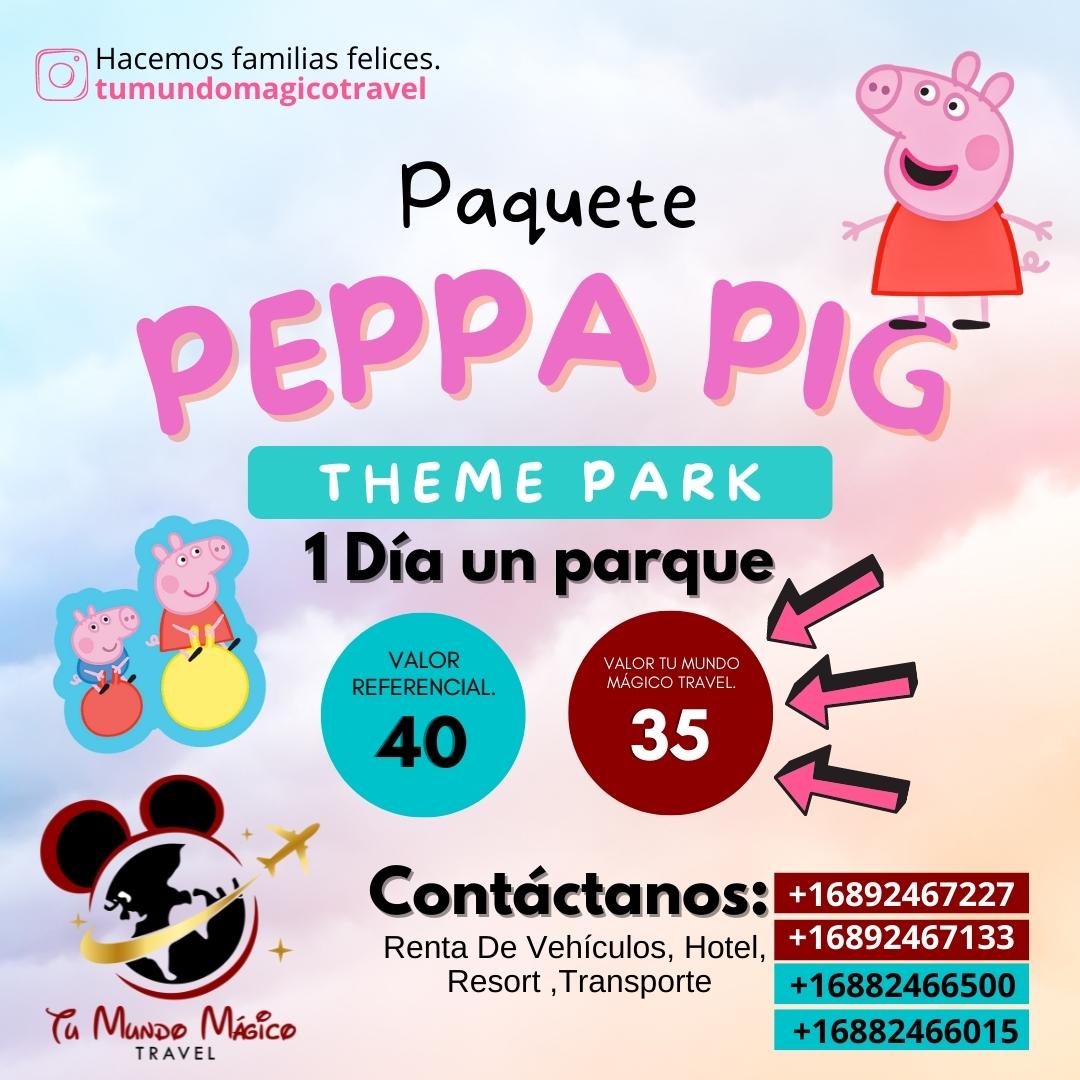 Hacemos familias felices.
tumundomagicotravel
Paquete
PEPPA PIG
THEME PARK
1 Día un parque
VALOR
REFERENCIAL.
40
VALOR TU MUNDO
MÁGICO TRAVEL.
35
Contáctanos:
Renta De Vehículos, Hotel,
Resort ,Transporte
+16892467227
+16892467133
+16882466500
+16882466015
Tu Mundo Mágico
TRAVEL